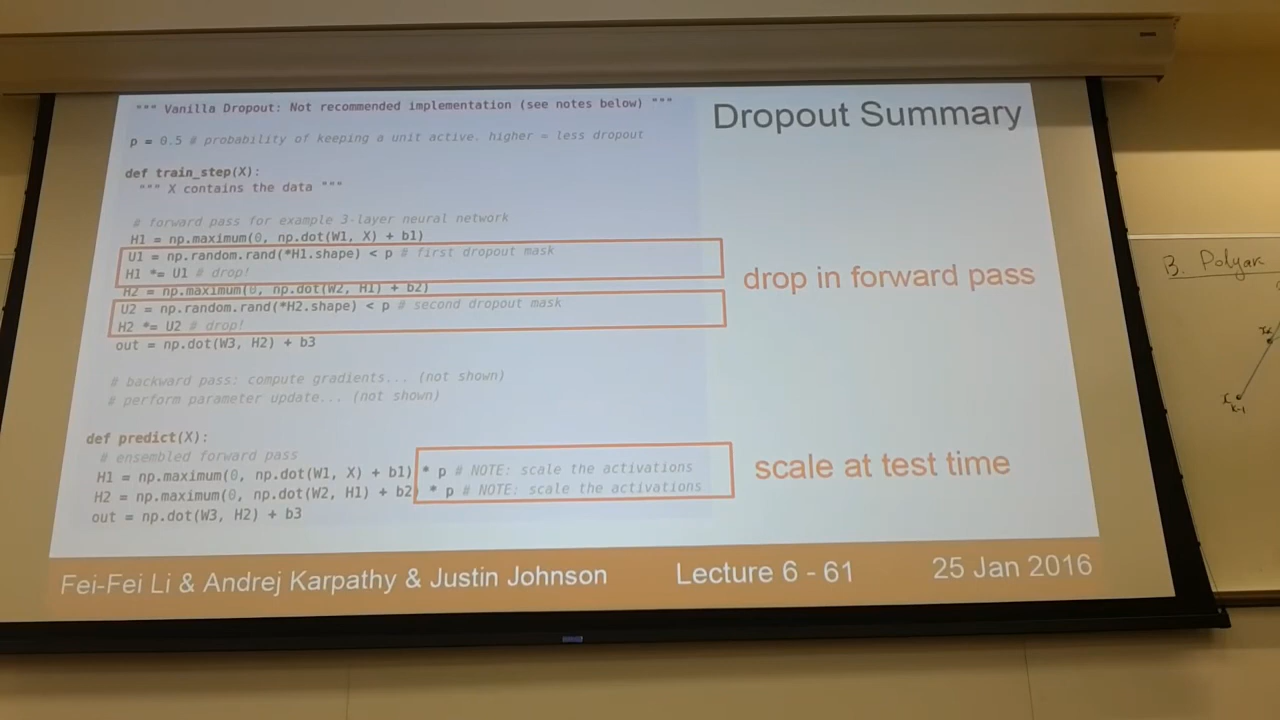 """ Vanilla Dropout: Not recommended implementation (see notes below) """
Dropout Summary
p = 0.5 # probability of keeping a unit active. higher = less dropout
def train_step(X):
""" X contains the data """
# forward pass for example 3-layer neural network
H1 = np.maximum(0, np.dot(W1, X) + b1)
U1 = np.random.rand(*H1.shape) < p # first dropout mask
H1 *= U1 # drop!
drop in forward pass
H2 = np.maximum(0, np.dot(W2, H1) + b2)
U2 = np.random.rand(*H2.shape) < p # second dropout mask
H2 *= U2 # drop!
out = np.dot(W3, H2) + b3
# backward pass: compute gradients... (not shown)
# perform parameter update... (not shown)
def predict(X):
# ensembled forward pass
H1 = np.maximum(0, np.dot(W1, X) + b1) * p # NOTE: scale the activations
H2 = np.maximum(0, np.dot(W2, H1) + b2) * p # NOTE: scale the activations
scale at test time
out = np.dot(W3, H2) + b3
Fei-Fei Li & Andrej Karpathy & Justin Johnson
Lecture 6 - 61
25 Jan 2016
B. Polyak